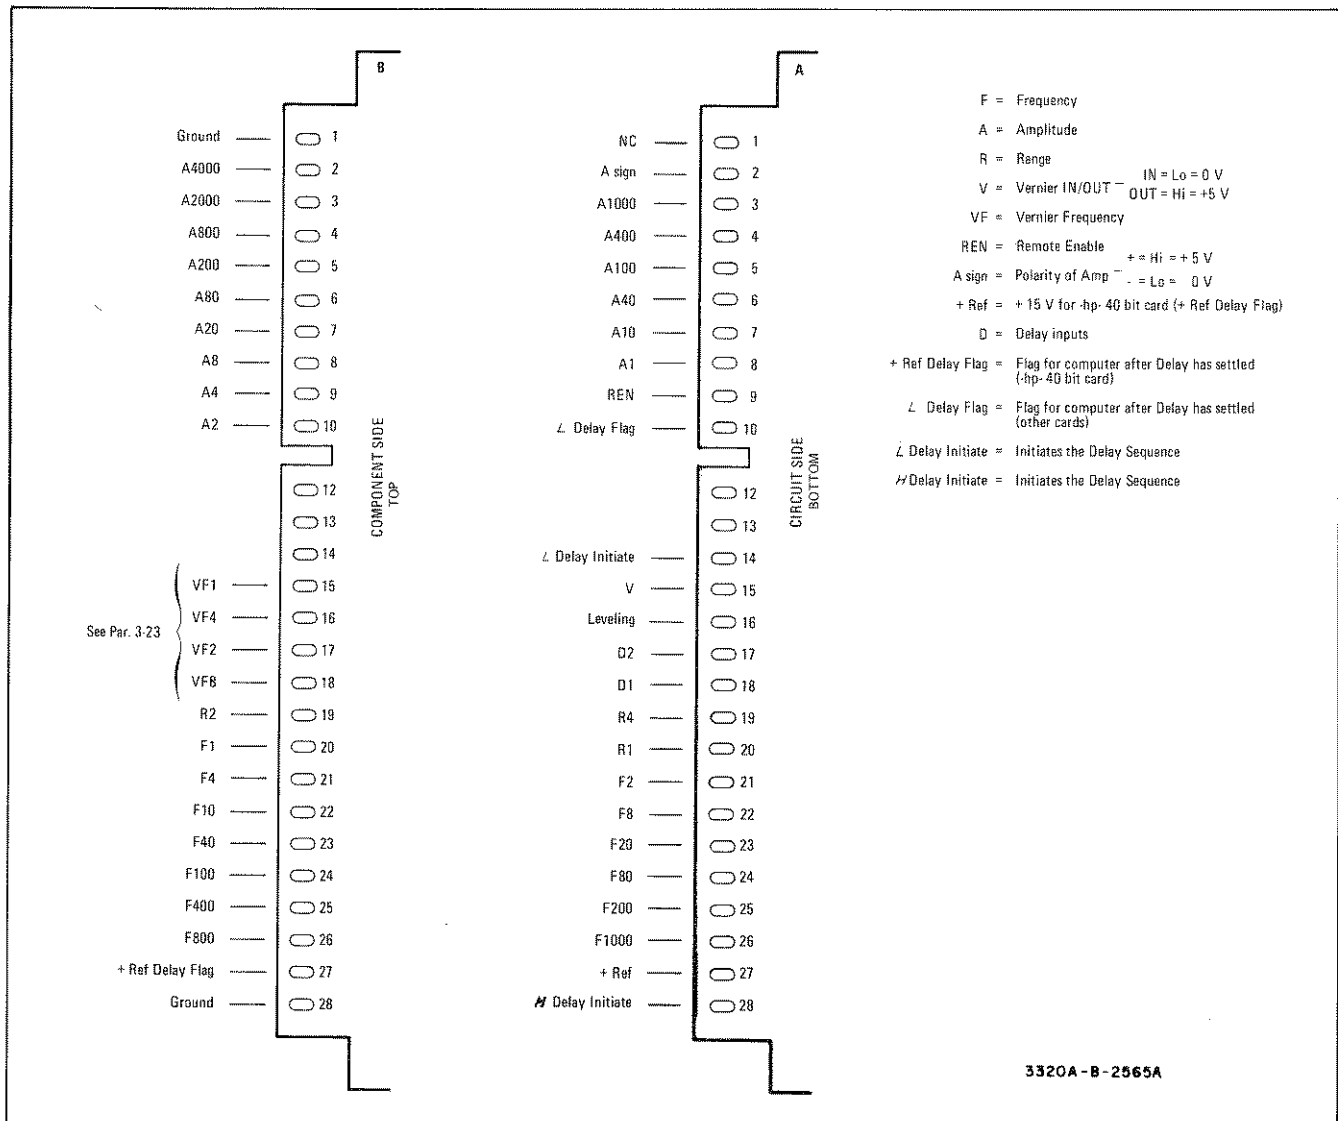 B
Ground 1
A4000 2
A2000 3
A800 4
A200 5
A80 6
A20 7
A8 8
A4 9
A2 10
12
13
14
VF1 15
VF4 16
See Par. 3-23
VF2 17
VF8 18
R2 19
F1 20
F4 21
F10 22
F40 23
F100 24
F400 25
F800 26
+ Ref Delay Flag 27
Ground 28
COMPONENT SIDE
TOP
A
NC 1
A sign 2
A1000 3
A400 4
A100 5
A40 6
A10 7
A1 8
REN 9
L Delay Flag 10
12
13
L Delay Initiate 14
V 15
Leveling 16
D2 17
D1 18
R4 19
R1 20
F2 21
F8 22
F20 23
F80 24
F200 25
F1000 26
+ Ref 27
H Delay Initiate 28
CIRCUIT SIDE
BOTTOM
F = Frequency
A = Amplitude
R = Range
V = Vernier IN/OUT – IN = Lo = 0 V
OUT = Hi = +5 V
VF = Vernier Frequency
REN = Remote Enable
A sign = Polarity of Amp – + = Hi = + 5 V
- = Lo = 0 V
+ Ref = + 15 V for -hp- 40 bit card (+ Ref Delay Flag)
D = Delay inputs
+ Ref Delay Flag = Flag for computer after Delay has settled
(-hp- 40 bit card)
L Delay Flag = Flag for computer after Delay has settled
(other cards)
L Delay Initiate = Initiates the Delay Sequence
H Delay Initiate = Initiates the Delay Sequence
3320A-B-2565A